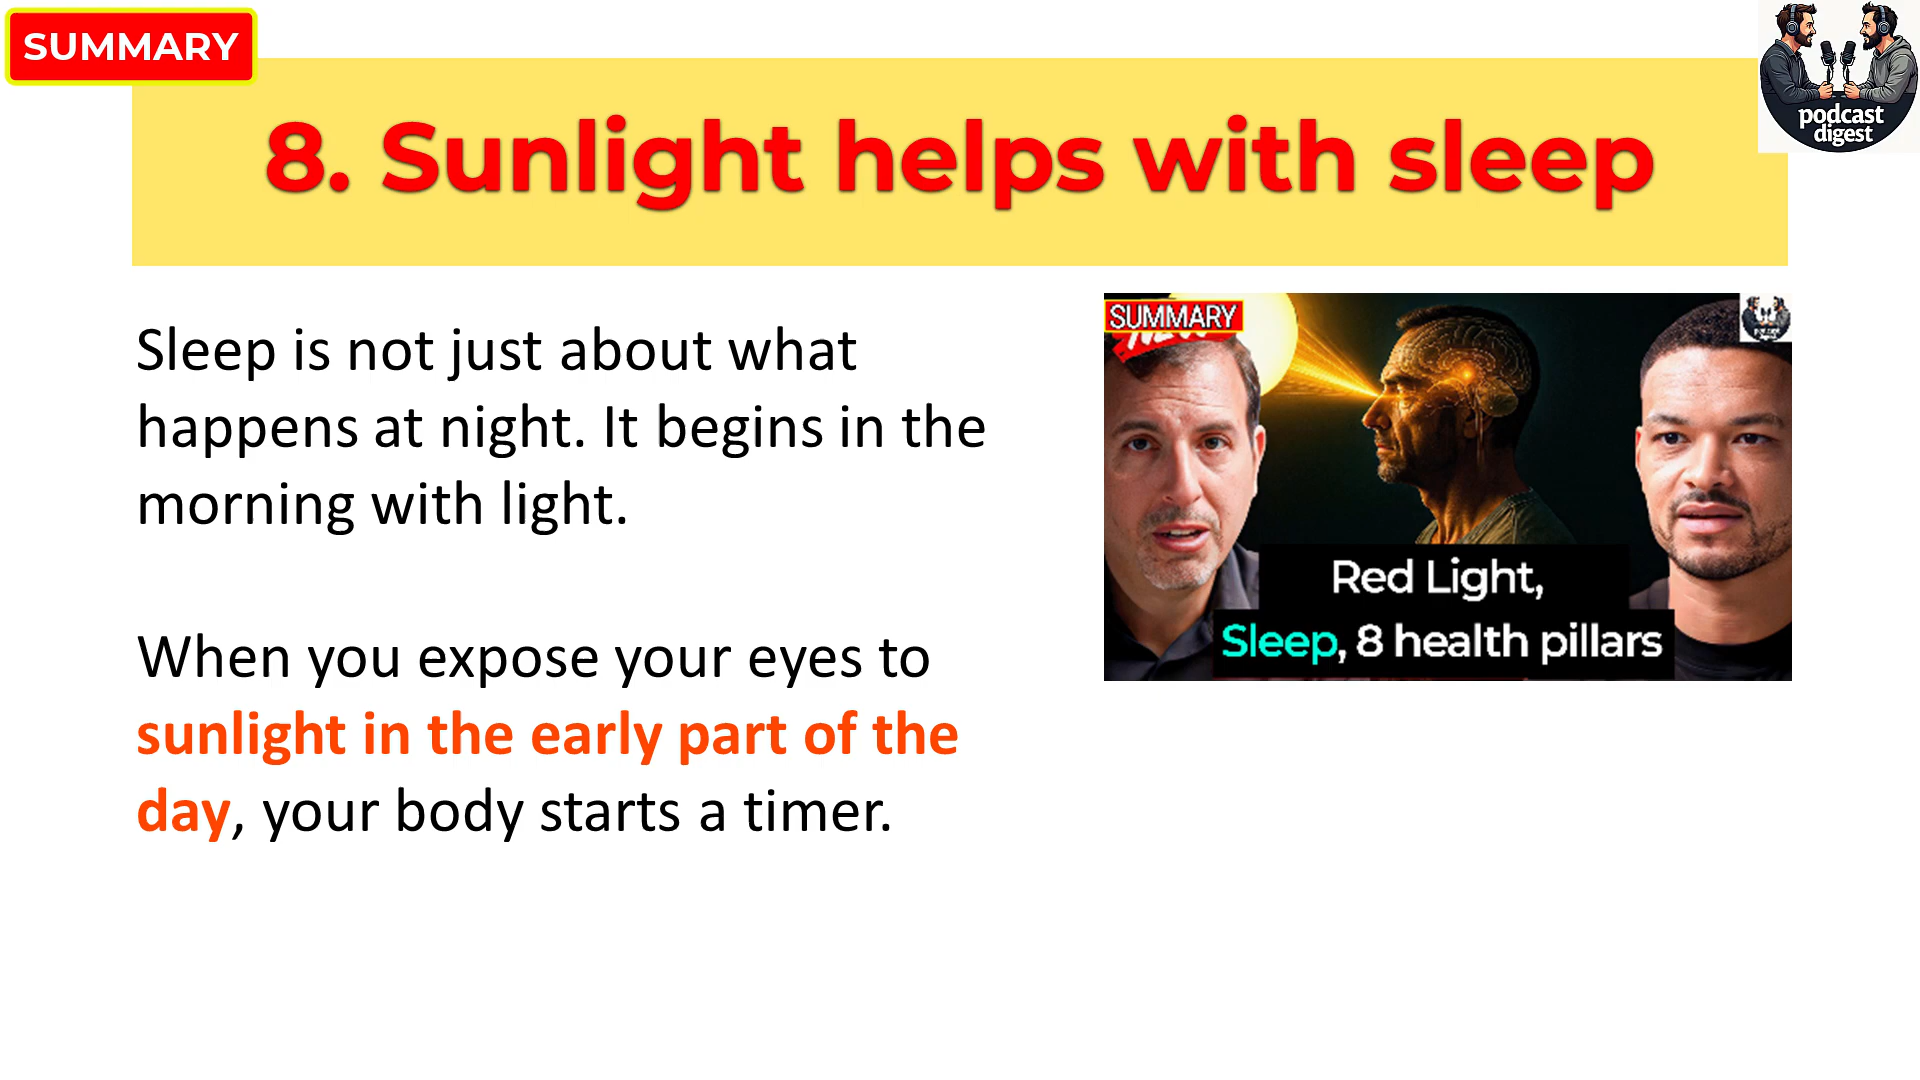 SUMMARY
podcast
digest
8. Sunlight helps with sleep
Sleep is not just about what
happens at night. It begins in the
morning with light.
When you expose your eyes to
sunlight in the early part of the
day, your body starts a timer.
SUMMARY
Red Light,
Sleep, 8 health pillars